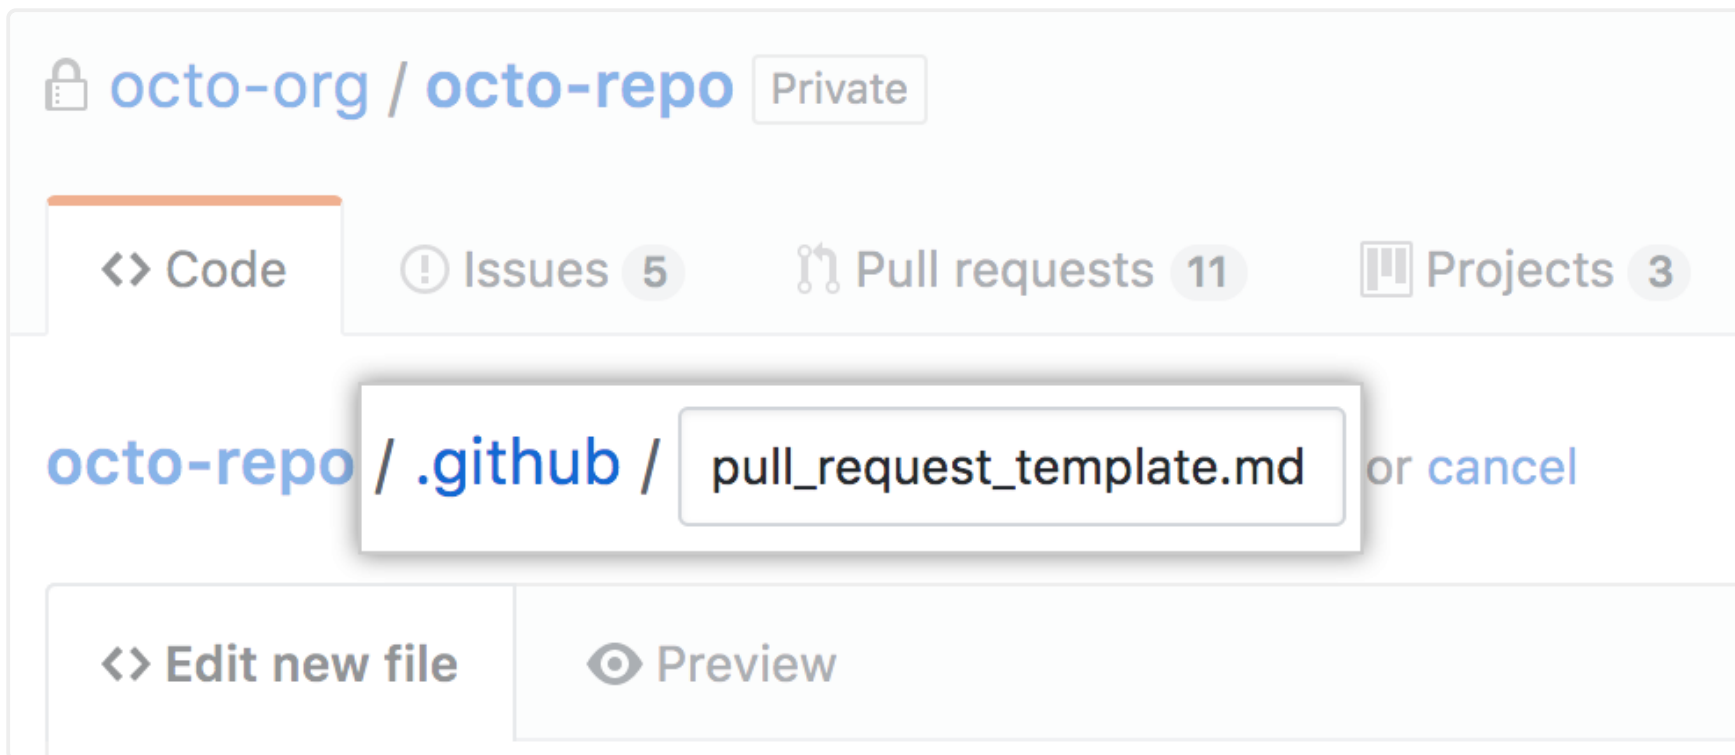 octo-org / octo-repo Private
Code Issues 5 Pull requests 11 Projects 3
octo-repo / .github / pull_request_template.md or cancel
Edit new file Preview